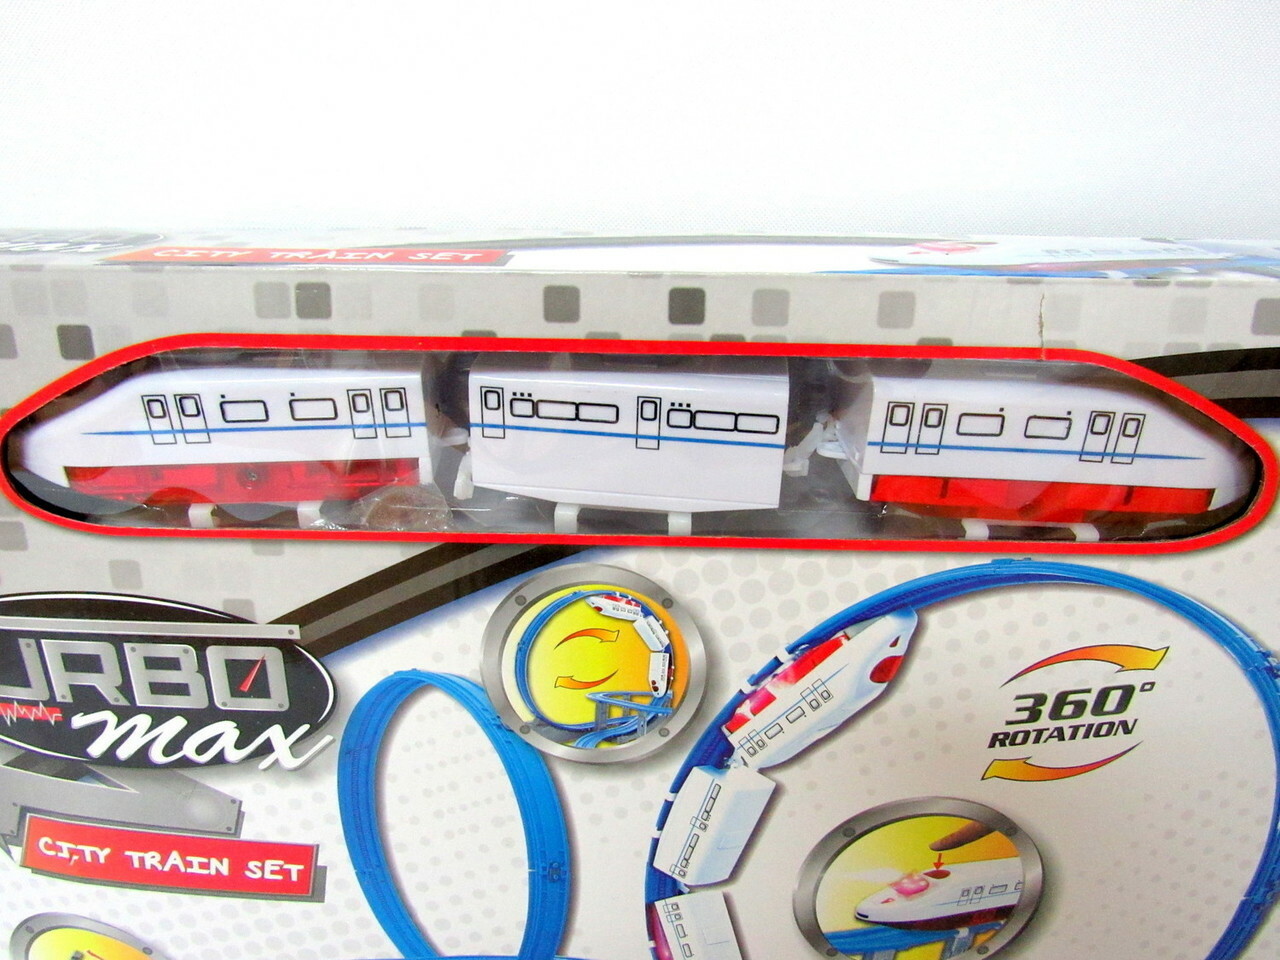 CITY TRAIN SET
URBO
max
CITY TRAIN SET
360°
ROTATION